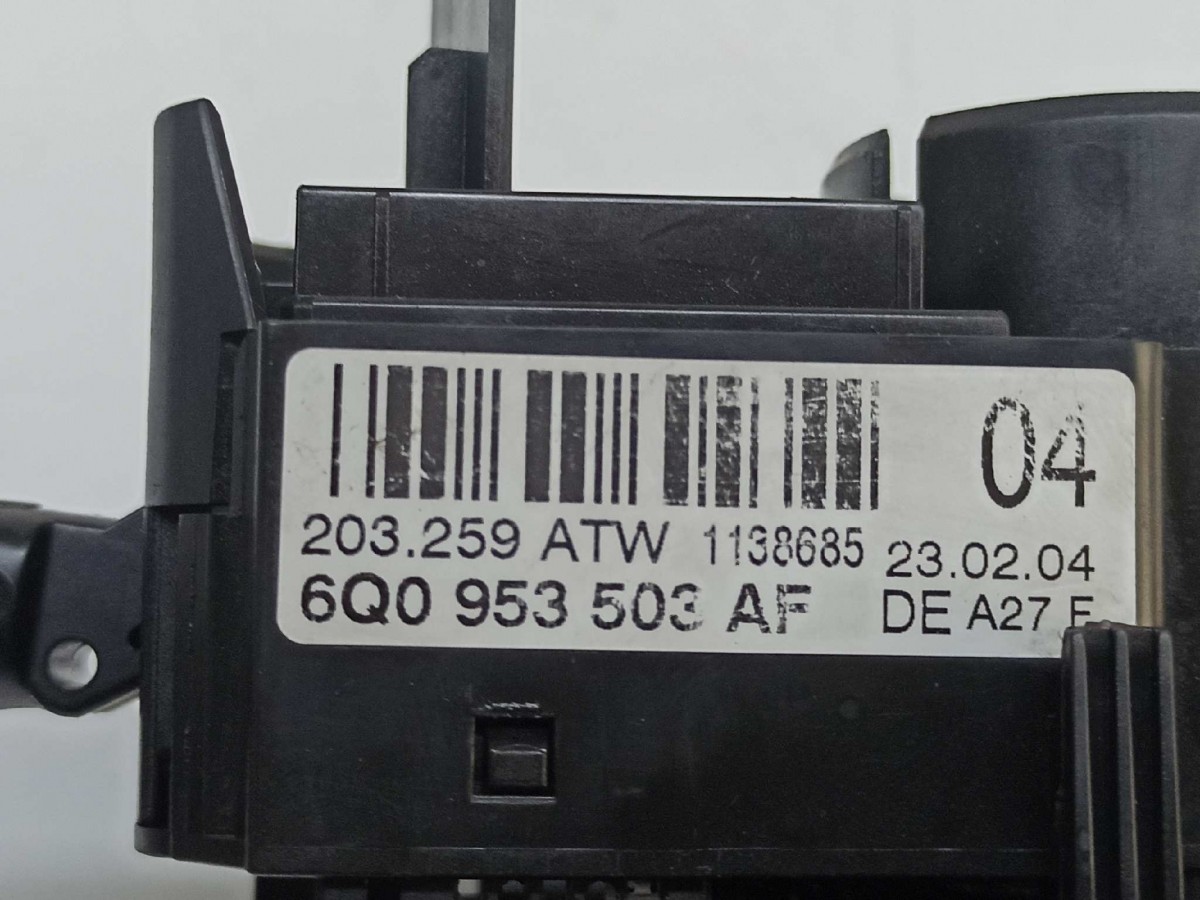 04
203.259 ATW 1138685 23.02.04
6Q0 953 503 AF DE A27